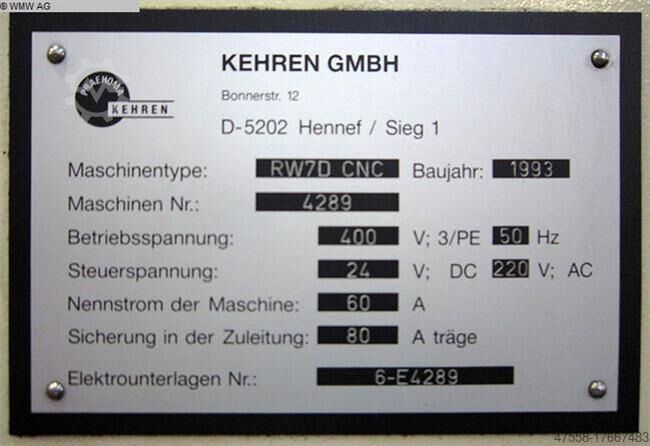 © WMW AG
KEHREN GMBH
Bonnerstr. 12
PRAEHOMA
KEHREN
D-5202 Hennef / Sieg 1
Maschinentype: RW7D CNC Baujahr: 1993
Maschinen Nr.: 4289
Betriebsspannung: 400 V; 3/PE 50 Hz
Steuerspannung: 24 V; DC 220 V; AC
Nennstrom der Maschine: 60 A
Sicherung in der Zuleitung: 80 A träge
Elektrounterlagen Nr.: 6-E4289
47558-17667483